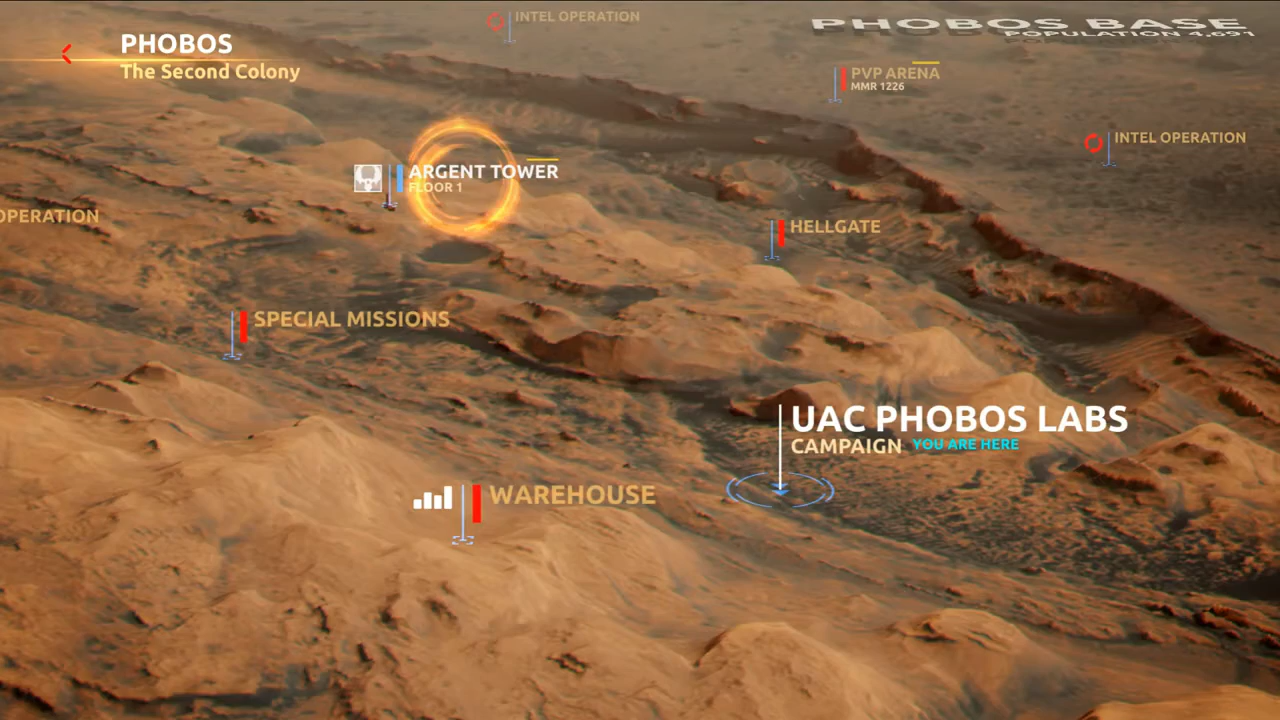 INTEL OPERATION
PHOBOS BASE
POPULATION 4,691
PHOBOS
The Second Colony
PVP ARENA
MMR 1226
INTEL OPERATION
ARGENT TOWER
FLOOR 1
OPERATION
HELLGATE
SPECIAL MISSIONS
UAC PHOBOS LABS
CAMPAIGN YOU ARE HERE
WAREHOUSE